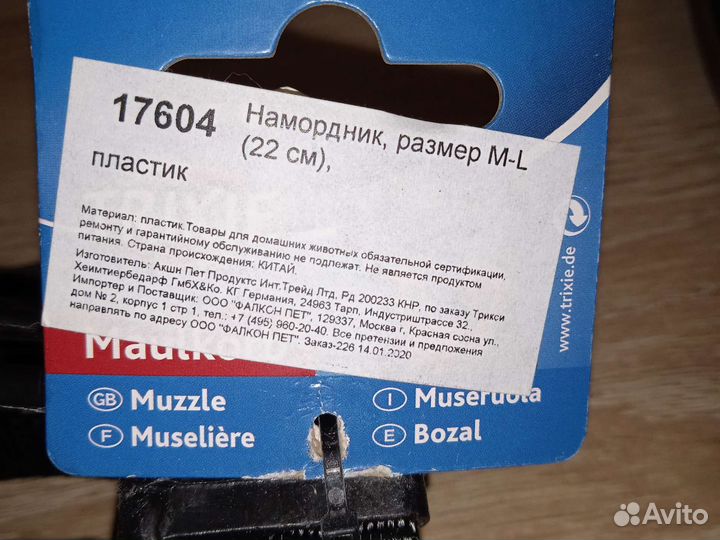 17604 Намордник, размер M-L
(22 см),
пластик
Материал: пластик.Товары для домашних животных обязательной сертификации,
ремонту и гарантийному обслуживанию не подлежат. Не является продуктом
питания. Страна происхождения: КИТАЙ.
Изготовитель: Акшн Пет Продуктс Инт.Трейд Лтд, Рд 200233 КНР, по заказу Трикси
Хеимтиербедарф ГмбХ&Ко. КГ Германия, 24963 Тарп, Индустриштрассе 32,
Импортер и Поставщик: ООО "ФАЛКОН ПЕТ", 129337, Москва г, Красная сосна ул.,
дом № 2, корпус 1 стр 1, тел.: +7 (495) 960-20-40. Все претензии и предложения
направлять по адресу ООО "ФАЛКОН ПЕТ". Заказ-226 14.01.2020
www.trixie.de
Maulko
GB Muzzle
F Muselière
I Museruola
E Bozal
Avito